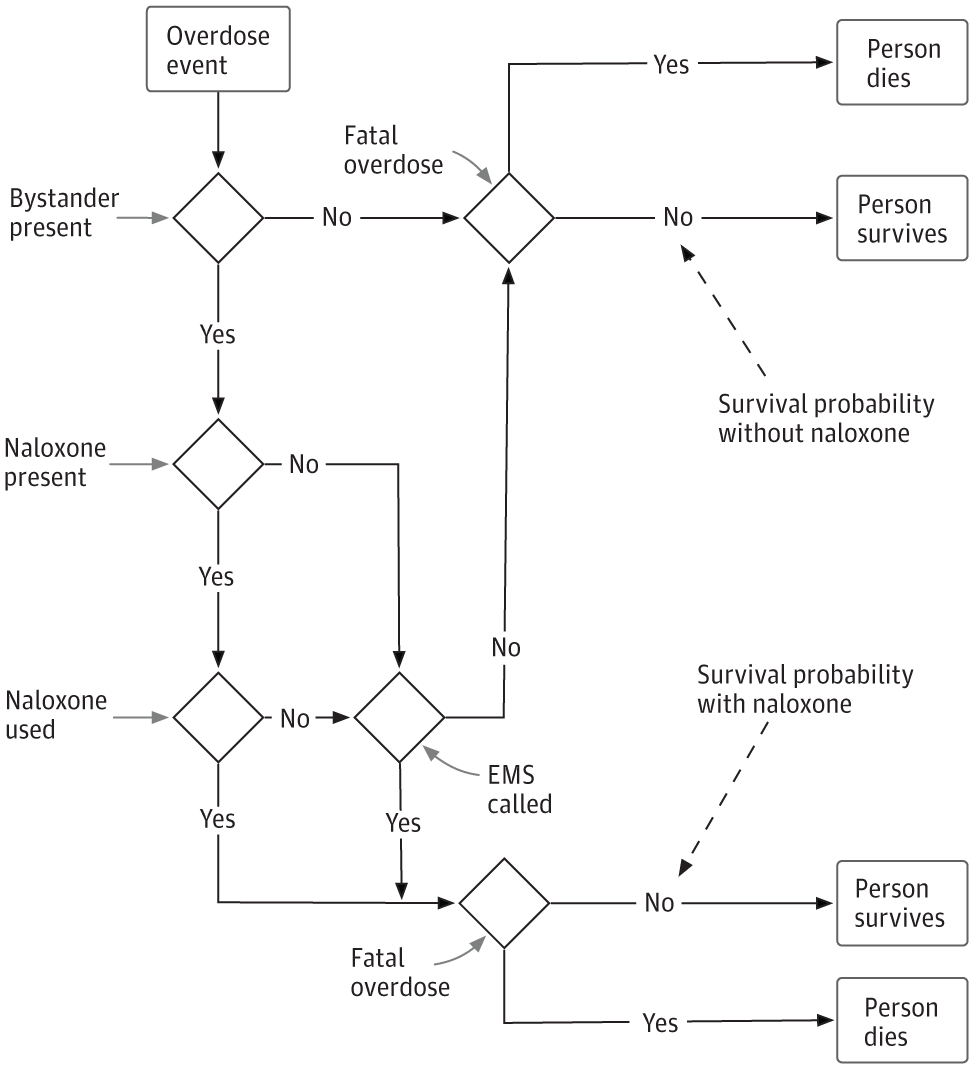 Overdose
event
Yes
Person
dies
Fatal
overdose
Bystander
present
No
No
Person
survives
Yes
Survival probability
without naloxone
Naloxone
present
No
Yes
No
Survival probability
with naloxone
Naloxone
used
No
EMS
called
Yes
Yes
No
Person
survives
Fatal
overdose
Yes
Person
dies